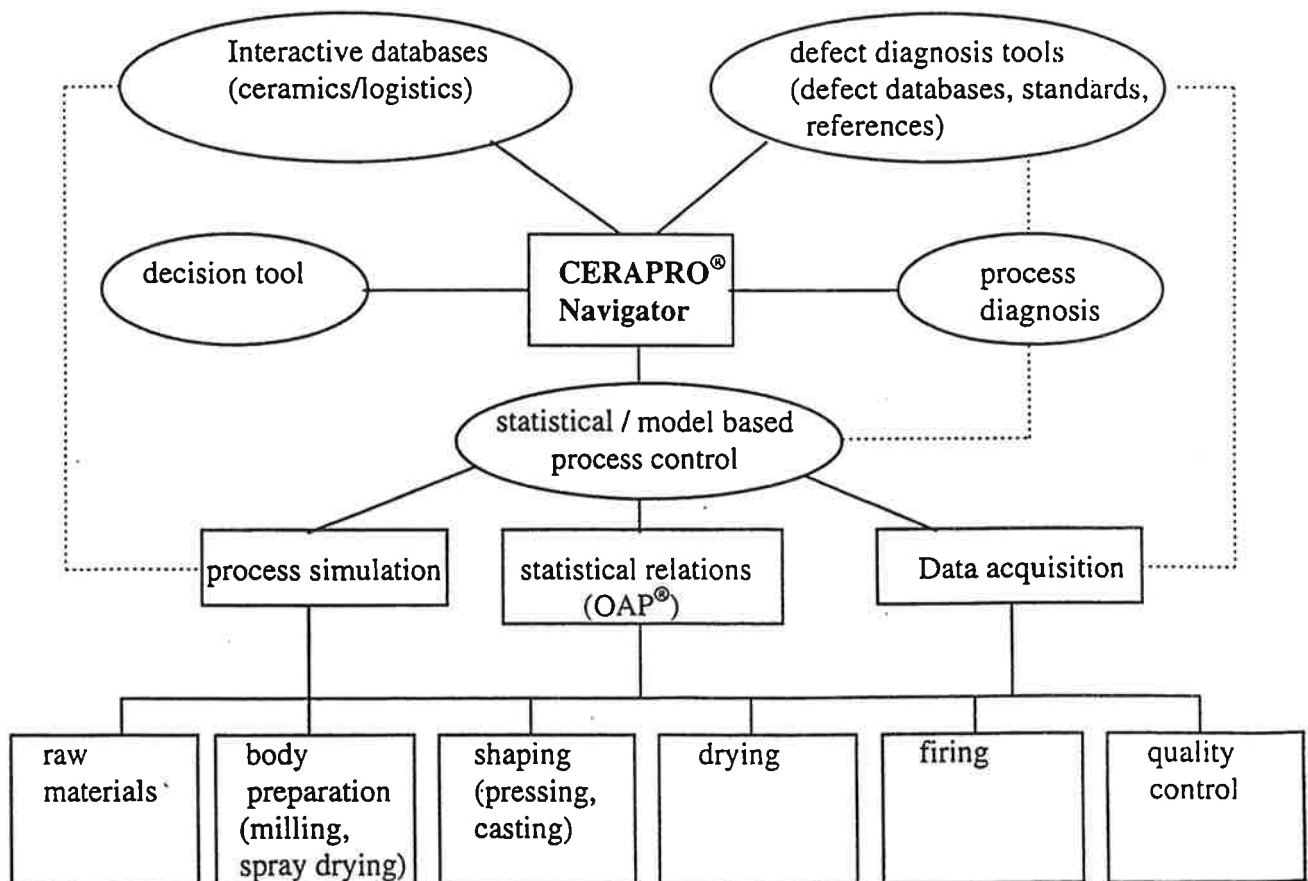 Interactive databases
(ceramics/logistics)
defect diagnosis tools
(defect databases, standards,
references)
decision tool
CERAPRO®
Navigator
process
diagnosis
statistical / model based
process control
process simulation
statistical relations
(OAP®)
Data acquisition
raw
materials
body
preparation
(milling,
spray drying)
shaping
(pressing,
casting)
drying
firing
quality
control